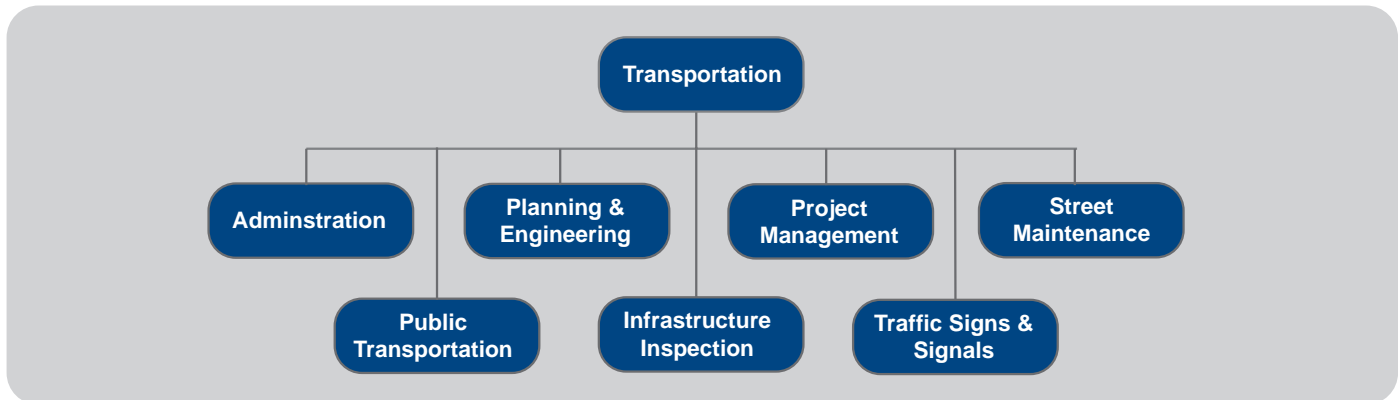 Transportation
Adminstration
Planning &
Engineering
Project
Management
Street
Maintenance
Public
Transportation
Infrastructure
Inspection
Traffic Signs &
Signals